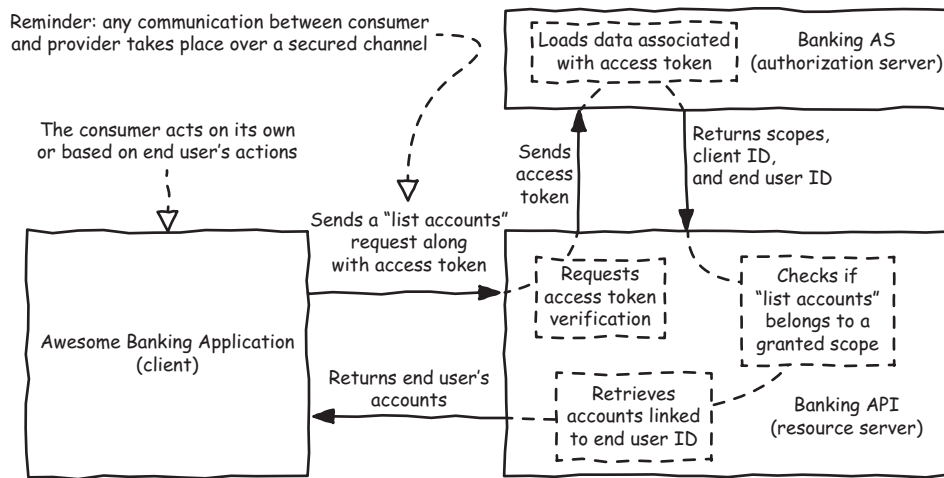 Reminder: any communication between consumer
and provider takes place over a secured channel
Loads data associated
with access token
Banking AS
(authorization server)
The consumer acts on its own
or based on end user's actions
Sends
access
token
Returns scopes,
client ID,
and end user ID
Sends a “list accounts”
request along
with access token
Requests
access token
verification
Checks if
“list accounts”
belongs to a
granted scope
Awesome Banking Application
(client)
Returns end user's
accounts
Retrieves
accounts linked
to end user ID
Banking API
(resource server)